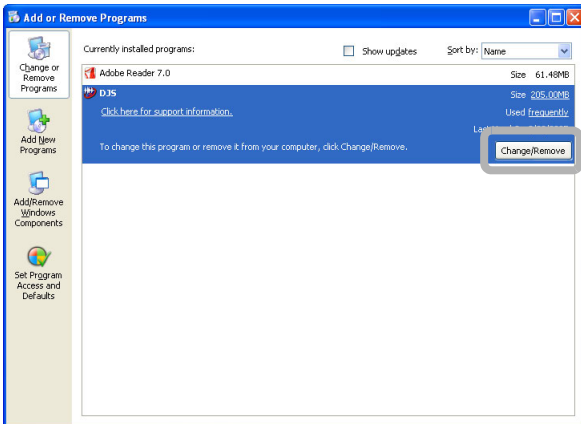 Add or Remove Programs
Change or
Remove
Programs
Currently installed programs:
Show updates
Sort by: Name
Adobe Reader 7.0
Size 61.48MB
DJS
Size 205.00MB
Click here for support information.
Used frequently
To change this program or remove it from your computer, click Change/Remove.
Change/Remove
Add New
Programs
Add/Remove
Windows
Components
Set Program
Access and
Defaults